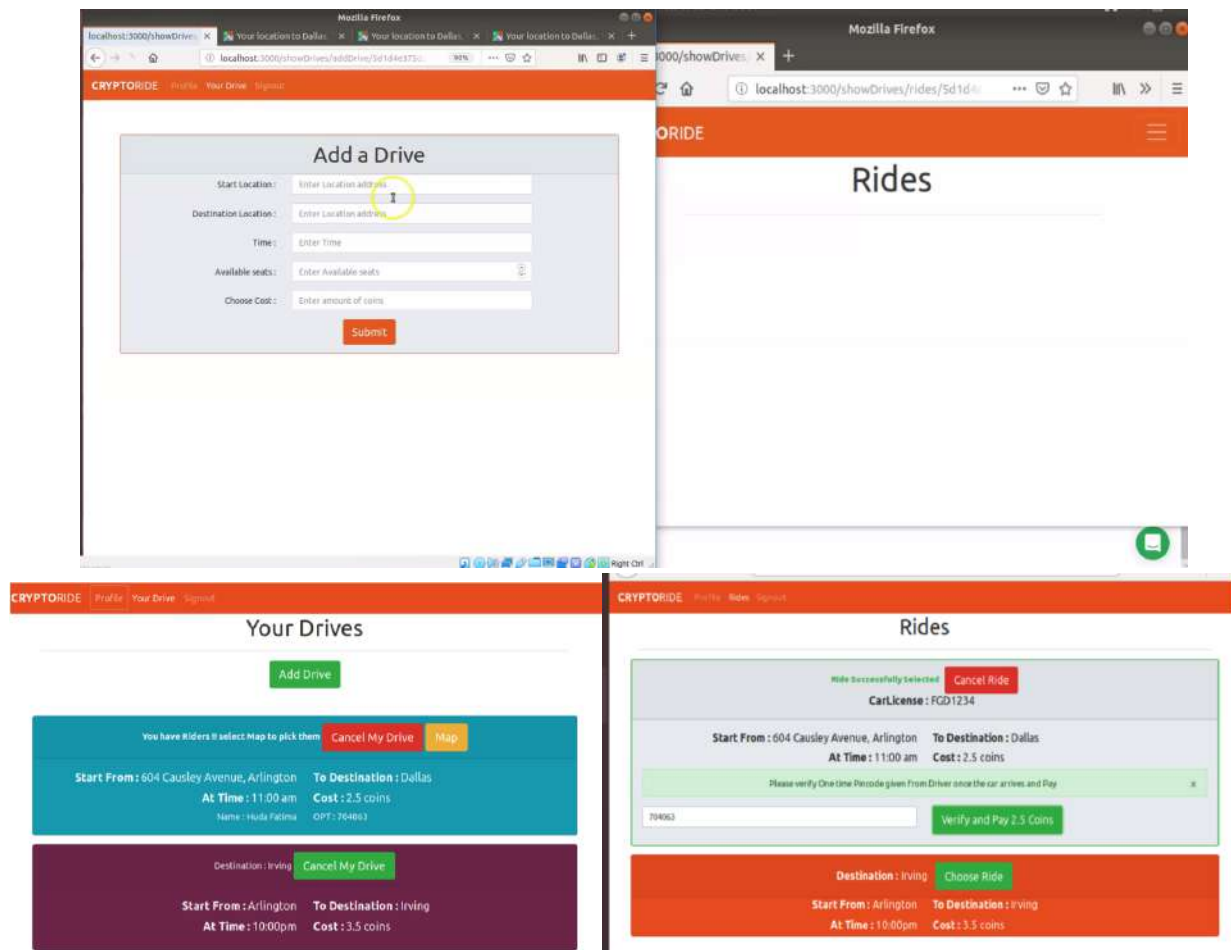 Mozilla Firefox
localhost:3000/showDrives × Your location to Dallas × Your location to Dallas × Your location to Dallas × +
localhost:3000/showDrives/addDrive/5d1d4e375c 90%
CRYPTORIDE Profile Your Drive Signout
Add a Drive
Start Location :
Enter Location address
Destination Location :
Enter Location address
Time :
Enter Time
Available seats :
Enter Available seats
Choose Cost :
Enter amount of coins
Submit
Right Ctrl
Mozilla Firefox
3000/showDrives × +
localhost:3000/showDrives/rides/5d1d4
ORIDE
Rides
CRYPTORIDE Profile Your Drive Signout
Your Drives
Add Drive
You have Riders !! select Map to pick them Cancel My Drive Map
Start From : 604 Causley Avenue, Arlington To Destination : Dallas
At Time : 11:00 am Cost : 2.5 coins
Name : Huda Fatima OPT : 704063
Destination : Irving Cancel My Drive
Start From : Arlington To Destination : Irving
At Time : 10:00pm Cost : 3.5 coins
CRYPTORIDE Profile Rides Signout
Rides
Ride Successfully Selected Cancel Ride
CarLicense : FGD1234
Start From : 604 Causley Avenue, Arlington To Destination : Dallas
At Time : 11:00 am Cost : 2.5 coins
Please verify One time Pincode given from Driver once the car arrives and Pay ×
704063 Verify and Pay 2.5 Coins
Destination : Irving Choose Ride
Start From : Arlington To Destination : Irving
At Time : 10:00pm Cost : 3.5 coins